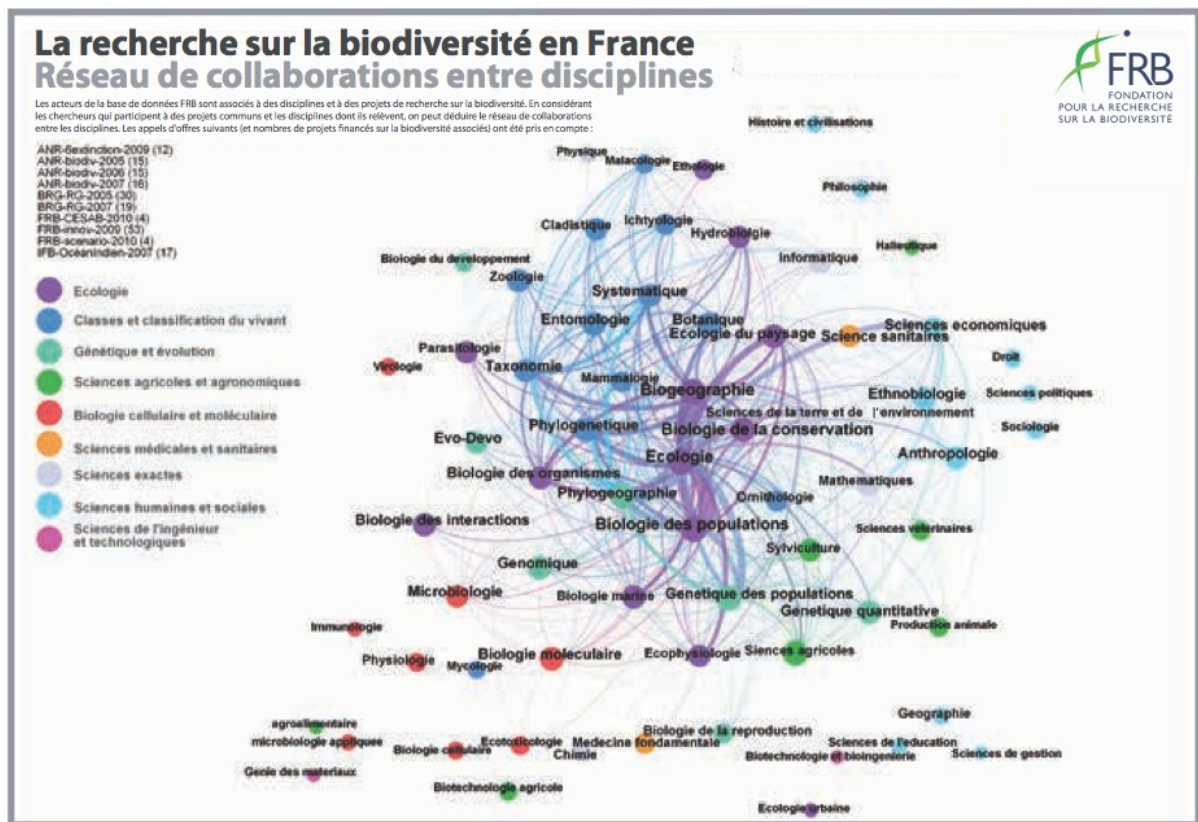 La recherche sur la biodiversité en France
Réseau de collaborations entre disciplines
Les acteurs de la base de données FRB sont associés à des disciplines et à des projets de recherche sur la biodiversité. En considérant
les chercheurs qui participent à des projets communs et les disciplines dont ils relèvent, on peut déduire le réseau de collaborations
entre les disciplines. Les appels d'offres suivants (et nombres de projets financés sur la biodiversité associés) ont été pris en compte :
FRB
FONDATION
POUR LA RECHERCHE
SUR LA BIODIVERSITÉ
ANR-6extinction-2009 (12)
ANR-biodiv-2005 (15)
ANR-biodiv-2006 (15)
ANR-biodiv-2007 (16)
BRG-RG-2005 (30)
BRG-RG-2007 (19)
FRB-CESAB-2010 (4)
FRB-innov-2009 (53)
FRB-scenario-2010 (4)
IFB-OceanIndien-2007 (17)
Ecologie
Classes et classification du vivant
Génétique et évolution
Sciences agricoles et agronomiques
Biologie cellulaire et moléculaire
Sciences médicales et sanitaires
Sciences exactes
Sciences humaines et sociales
Sciences de l'ingénieur
et technologiques
Histoire et civilisations
Physique
Malacologie
Ethologie
Philosophie
Cladistique
Ichtyologie
Hydrobiolgie
Halieutique
Biologie du developpement
Informatique
Zoologie
Systematique
Entomologie
Botanique
Ecologie du paysage
Science sanitaires
Sciences economiques
Parasitologie
Virologie
Taxonomie
Mammalogie
Biogeographie
Droit
Ethnobiologie
Sciences politiques
Sciences de la terre et de l'environnement
Phylogenetique
Biologie de la conservation
Sociologie
Evo-Devo
Ecologie
Anthropologie
Biologie des organismes
Mathematiques
Phylogeographie
Ornithologie
Biologie des interactions
Biologie des populations
Sciences veterinaires
Sylviculture
Genomique
Microbiologie
Biologie marine
Genetique des populations
Genetique quantitative
Immunologie
Production animale
Physiologie
Mycologie
Biologie moleculaire
Ecophysiologie
Siences agricoles
Geographie
agroalimentaire
Biologie de la reproduction
microbiologie appliquee
Biologie cellulaire
Ecotoxicologie
Medecine fondamentale
Sciences de l'education
Chimie
Biotechnologie et bioingenierie
Sciences de gestion
Genie des materiaux
Biotechnologie agricole
Ecologie urbaine